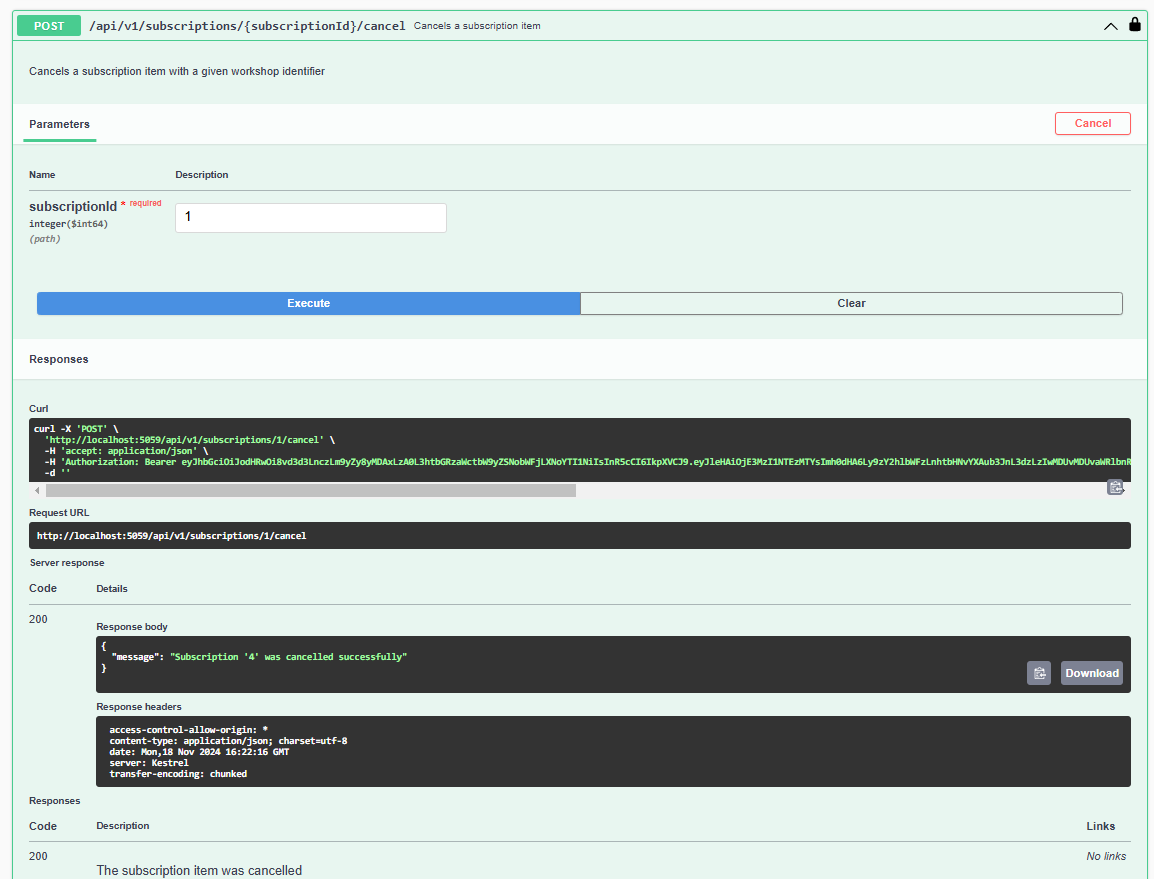 POST /api/v1/subscriptions/{subscriptionId}/cancel Cancels a subscription item
Cancels a subscription item with a given workshop identifier
Parameters Cancel
Name Description
subscriptionId * required
integer($int64)
(path)
1
Execute Clear
Responses
Curl
curl -X 'POST' \
'http://localhost:5059/api/v1/subscriptions/1/cancel' \
-H 'accept: application/json' \
-H 'Authorization: Bearer
-d ''
Request URL
http://localhost:5059/api/v1/subscriptions/1/cancel
Server response
Code Details
200
Response body
{
"message": "Subscription '4' was cancelled successfully"
}
Download
Response headers
access-control-allow-origin: *
content-type: application/json; charset=utf-8
date: Mon,18 Nov 2024 16:22:16 GMT
server: Kestrel
transfer-encoding: chunked
Responses
Code Description Links
200 No links
The subscription item was cancelled